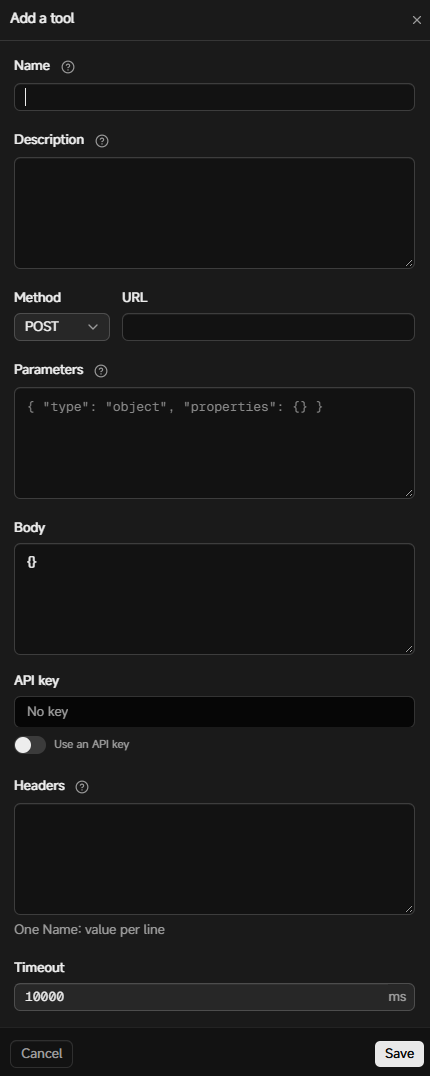 Add a tool
Name
Description
Method URL
POST
Parameters
{ "type": "object", "properties": {} }
Body
{}
API key
No key
Use an API key
Headers
One Name: value per line
Timeout
10000 ms
Cancel Save